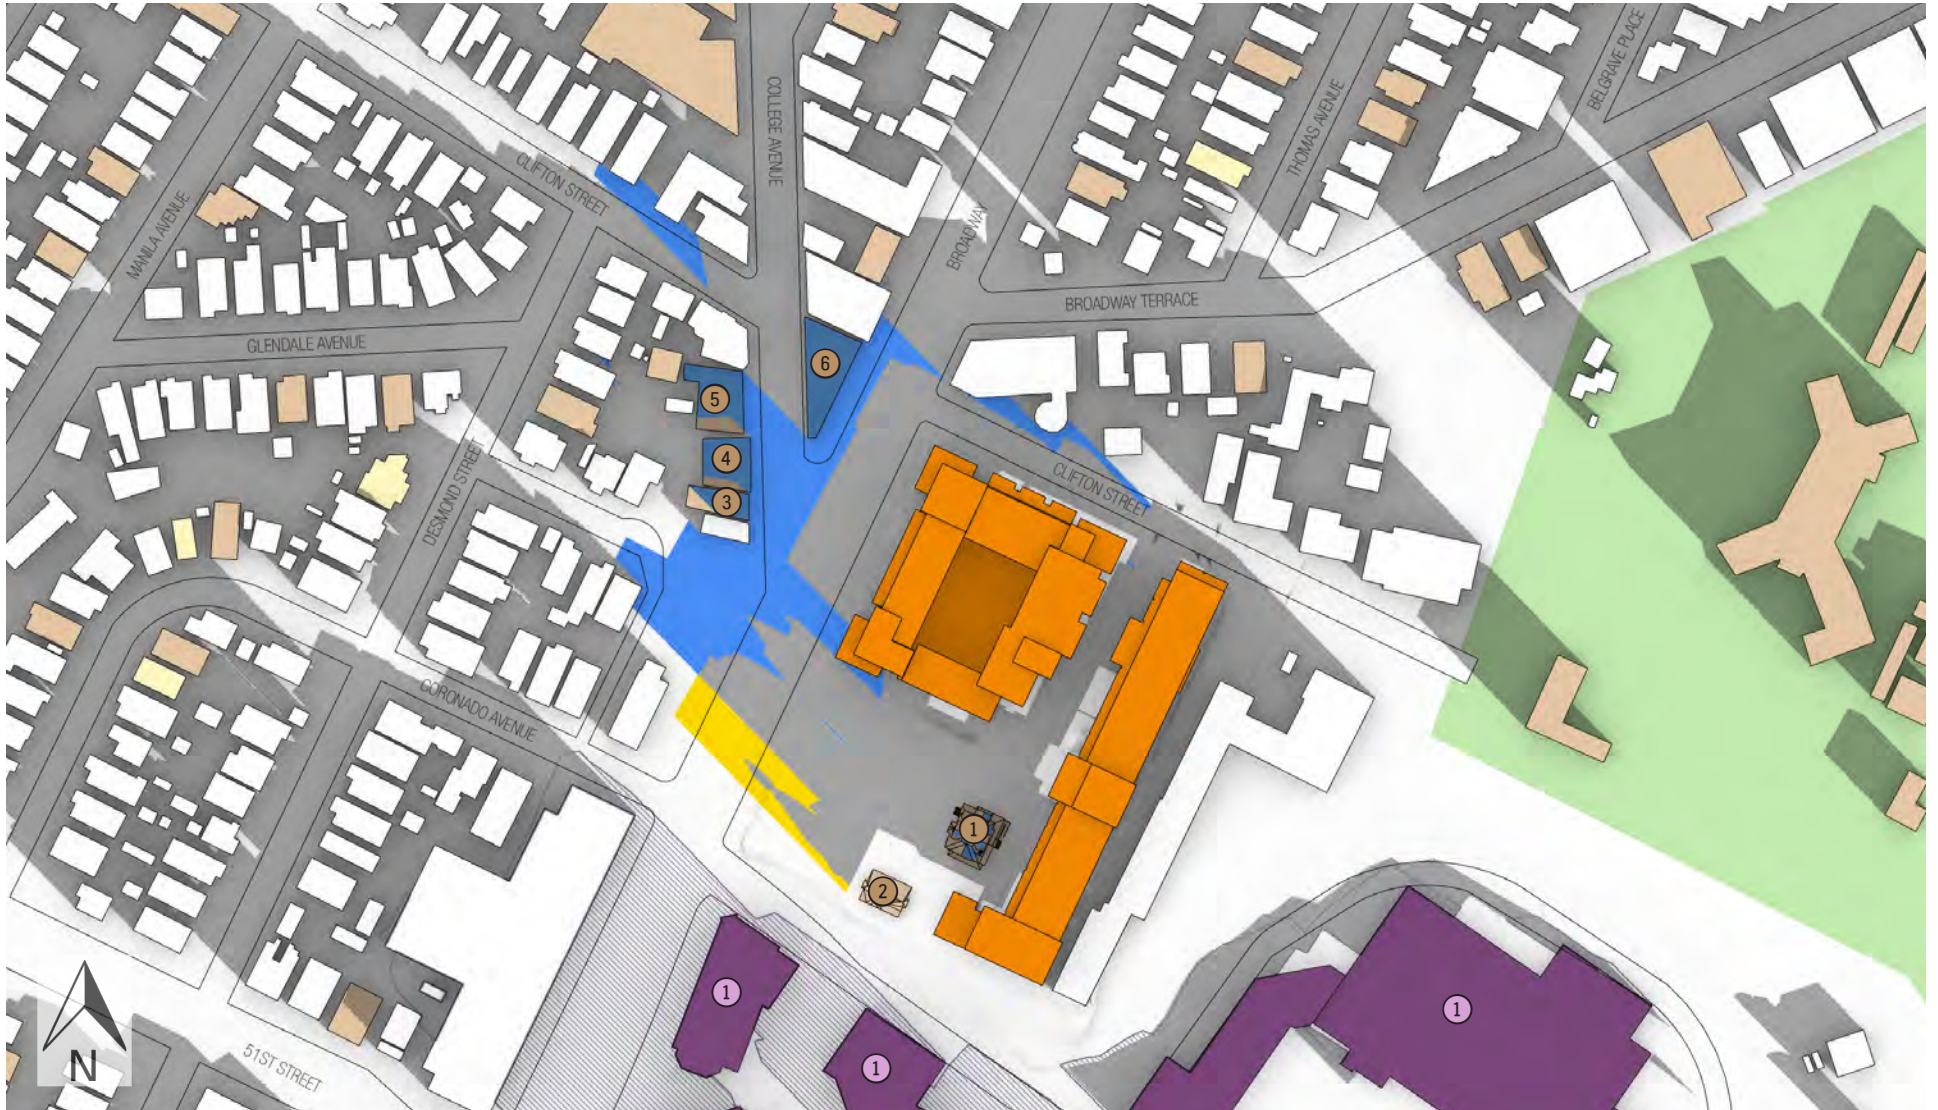 COLLEGE AVENUE
BELGRAVE PLACE
THOMAS AVENUE
CLIFTON STREET
MANILA AVENUE
BROADWAY
BROADWAY TERRACE
GLENDALE AVENUE
6
5
4
3
DESMOND STREET
CLIFTON STREET
CORONADO AVENUE
1
2
1
1
1
51ST STREET
N